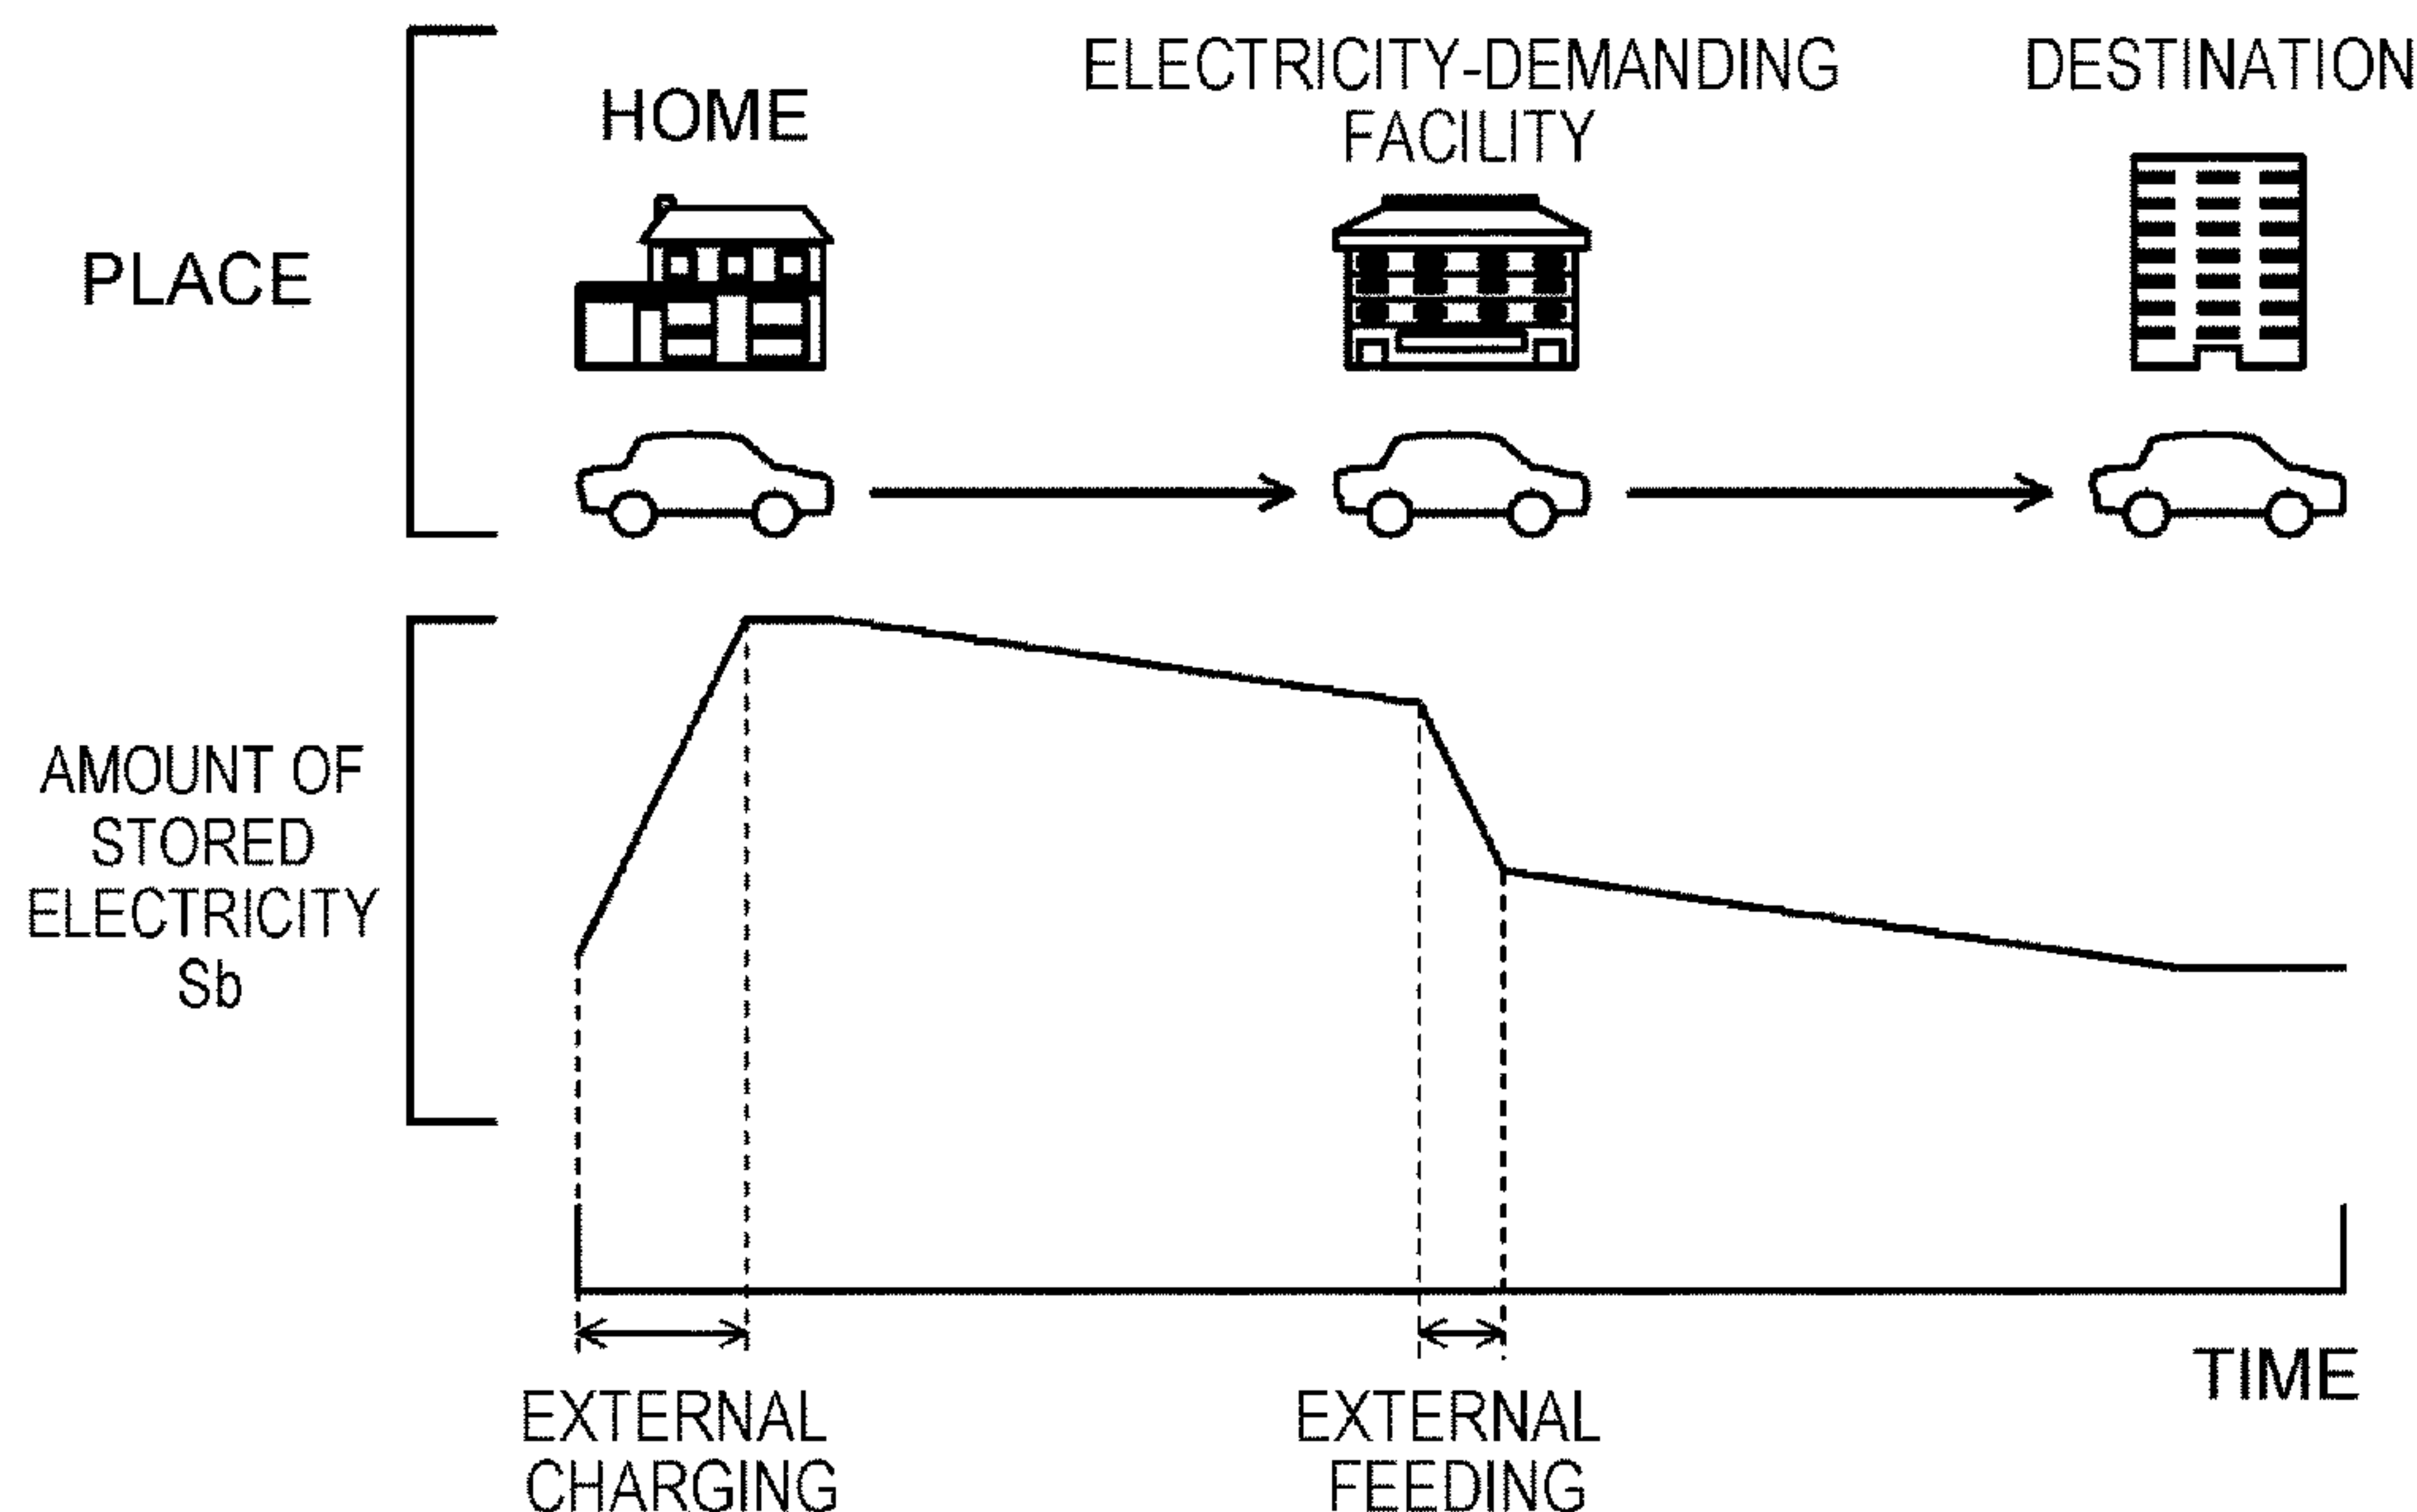 HOME
ELECTRICITY-DEMANDING
FACILITY
DESTINATION
PLACE
AMOUNT OF
STORED
ELECTRICITY
Sb
TIME
EXTERNAL
CHARGING
EXTERNAL
FEEDING